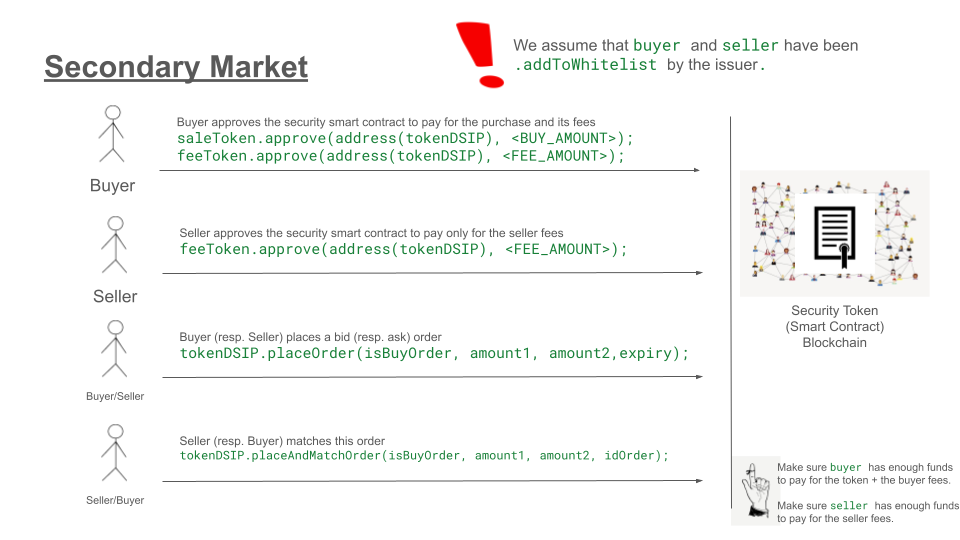 Secondary Market
We assume that buyer and seller have been
.addToWhitelist by the issuer.
Buyer approves the security smart contract to pay for the purchase and its fees
saleToken.approve(address(tokenDSIP), <BUY_AMOUNT>);
feeToken.approve(address(tokenDSIP), <FEE_AMOUNT>);
Buyer
Seller approves the security smart contract to pay only for the seller fees
feeToken.approve(address(tokenDSIP), <FEE_AMOUNT>);
Seller
Security Token
(Smart Contract)
Blockchain
Buyer (resp. Seller) places a bid (resp. ask) order
tokenDSIP.placeOrder(isBuyOrder, amount1, amount2,expiry);
Buyer/Seller
Seller (resp. Buyer) matches this order
tokenDSIP.placeAndMatchOrder(isBuyOrder, amount1, amount2, idOrder);
Seller/Buyer
Make sure buyer has enough funds
to pay for the token + the buyer fees.
Make sure seller has enough funds
to pay for the seller fees.